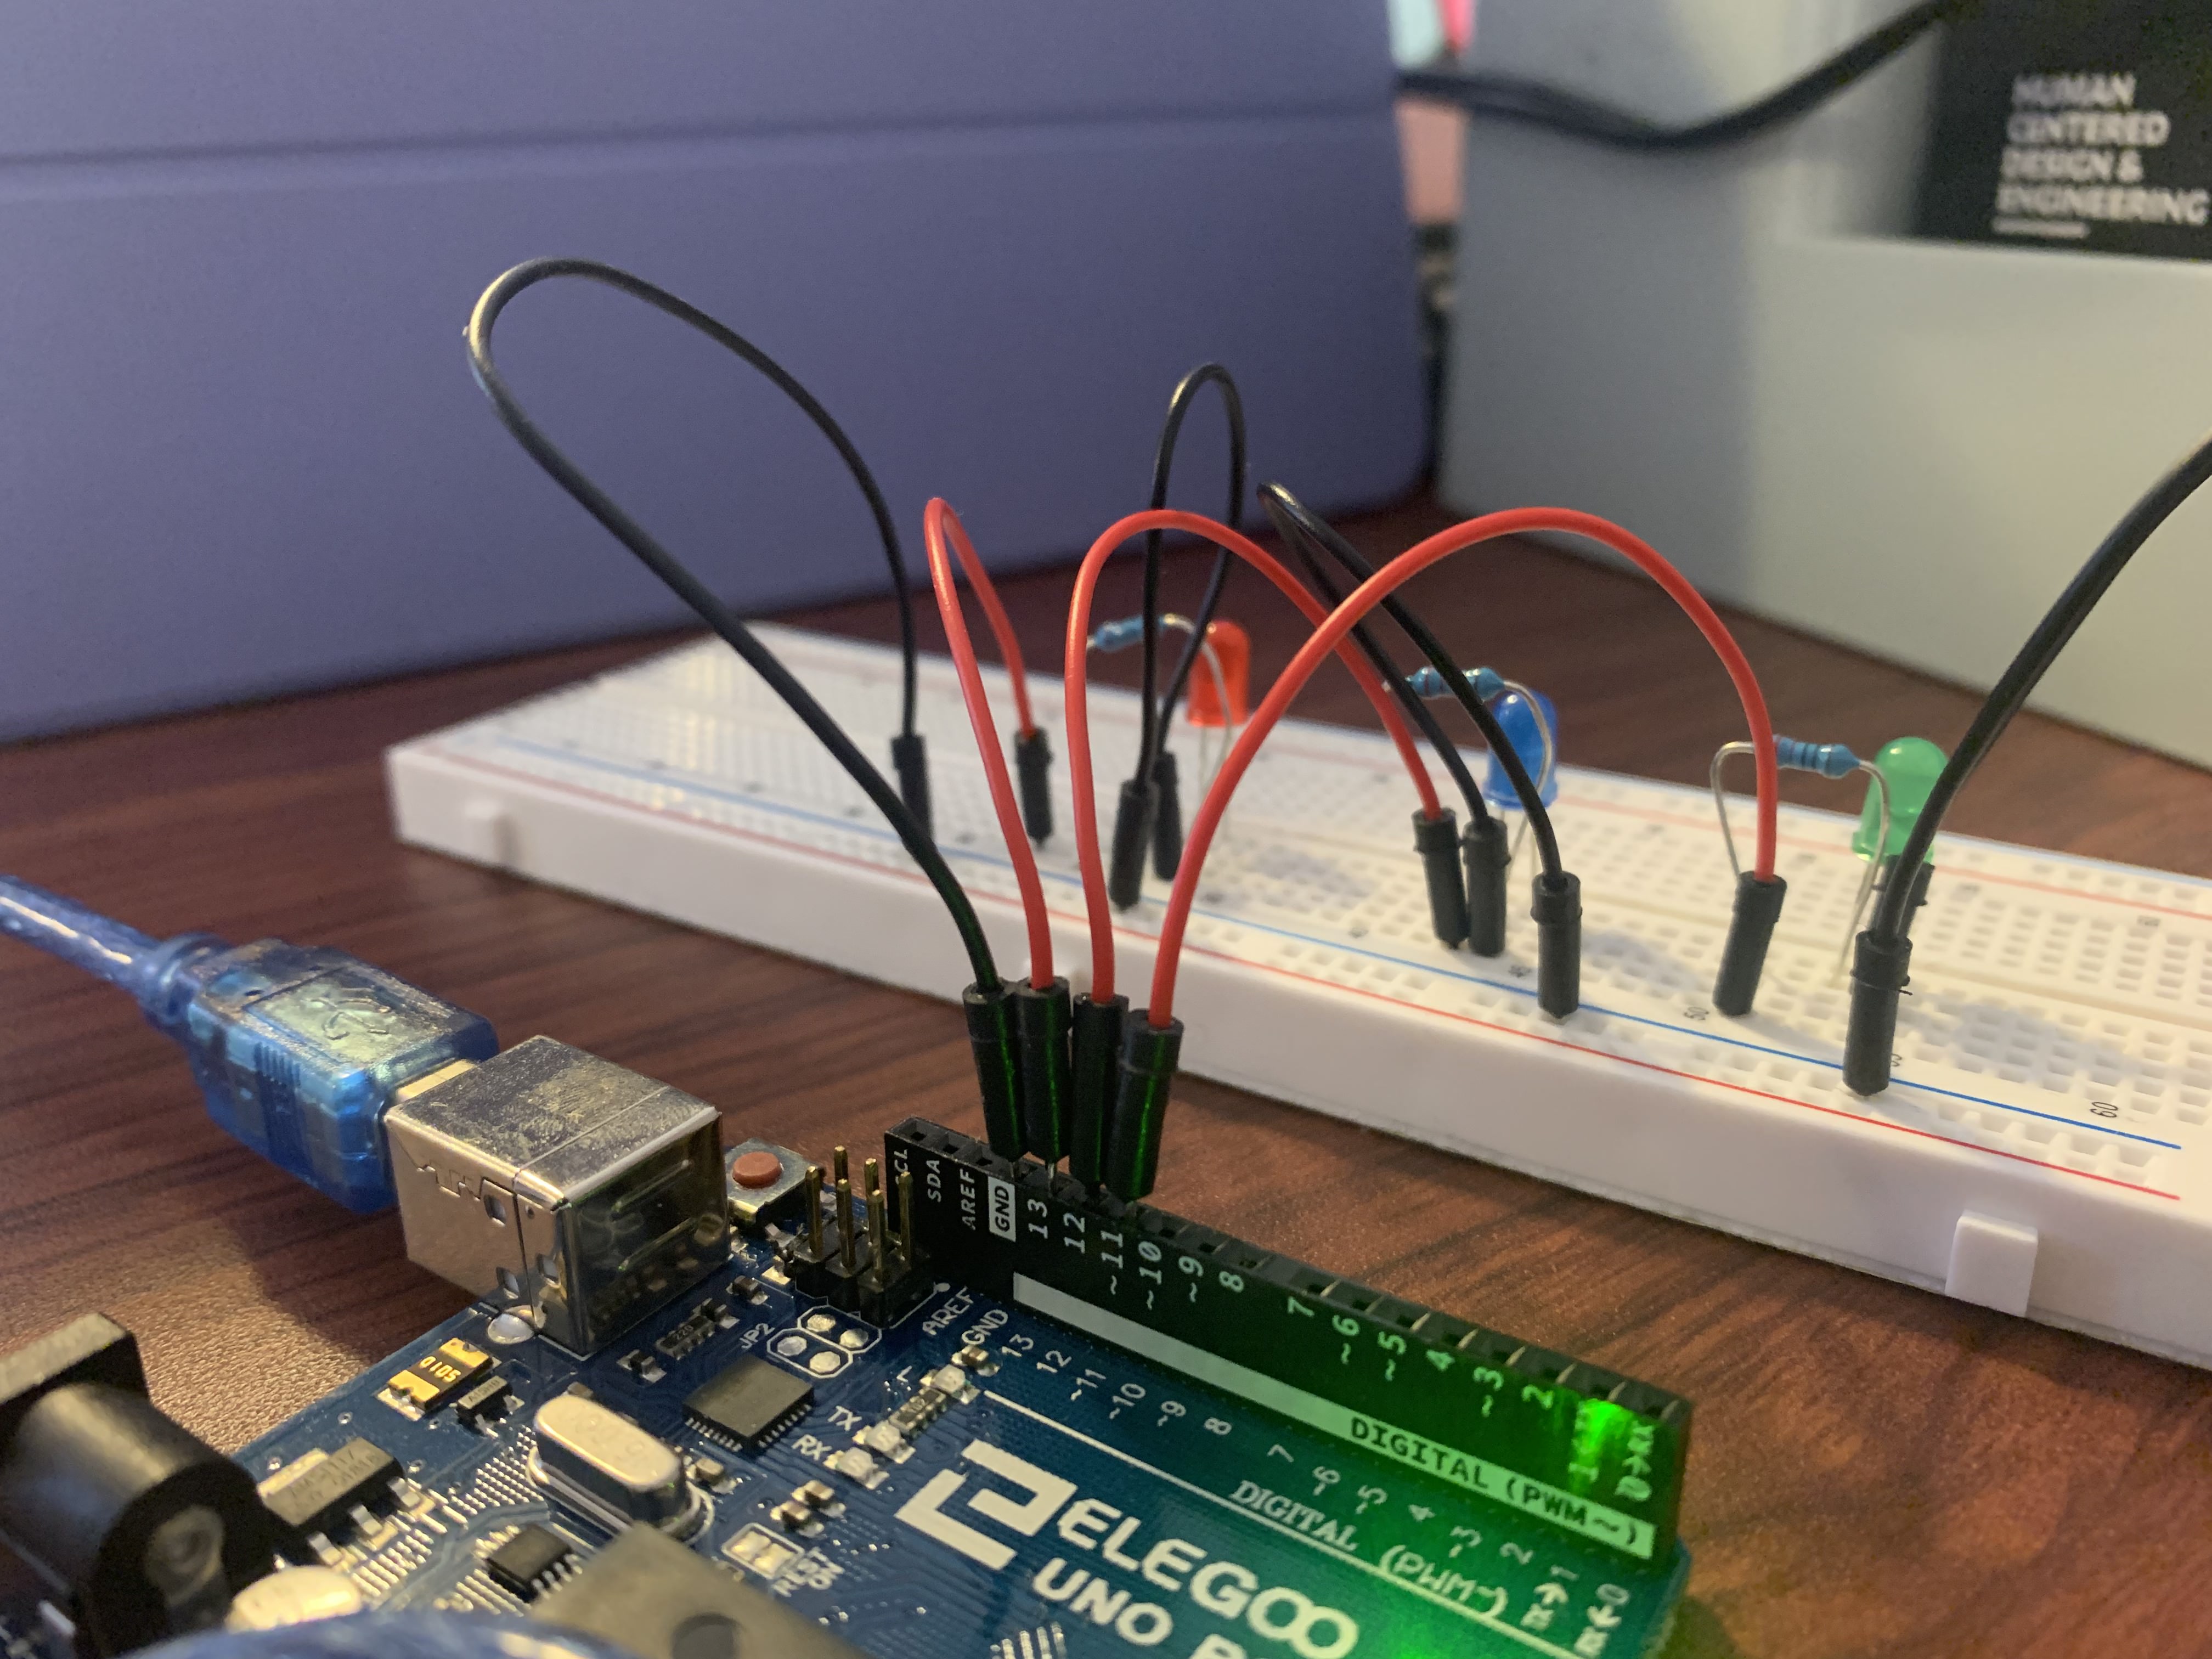 HUMAN
CENTERED
DESIGN &
ENGINEERING
SDA
AREF
GND
13
12
~11
~10
~9
8
7
~6
~5
4
~3
2
DIGITAL (PWM~)
AREF
GND
13
12
~11
~10
~9
8
7
~6
~5
4
~3
2
DIGITAL (PWM~)
JP2
L
TX
RX
5010
ELEGOO
UNO
50
60